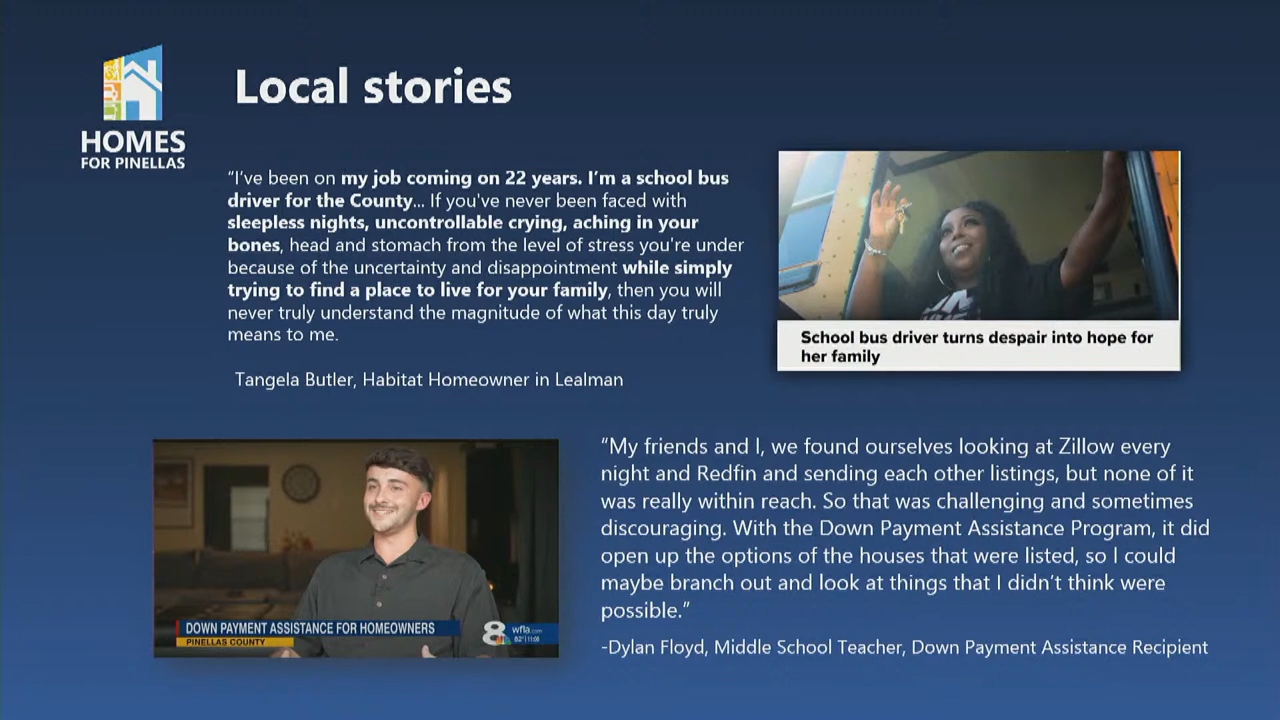 Local stories
HOMES
FOR PINELLAS
“I’ve been on my job coming on 22 years. I’m a school bus
driver for the County... If you've never been faced with
sleepless nights, uncontrollable crying, aching in your
bones, head and stomach from the level of stress you're under
because of the uncertainty and disappointment while simply
trying to find a place to live for your family, then you will
never truly understand the magnitude of what this day truly
means to me.
Tangela Butler, Habitat Homeowner in Lealman
School bus driver turns despair into hope for
her family
DOWN PAYMENT ASSISTANCE FOR HOMEOWNERS
PINELLAS COUNTY
8
wfla.com
“My friends and I, we found ourselves looking at Zillow every
night and Redfin and sending each other listings, but none of it
was really within reach. So that was challenging and sometimes
discouraging. With the Down Payment Assistance Program, it did
open up the options of the houses that were listed, so I could
maybe branch out and look at things that I didn’t think were
possible.”
-Dylan Floyd, Middle School Teacher, Down Payment Assistance Recipient